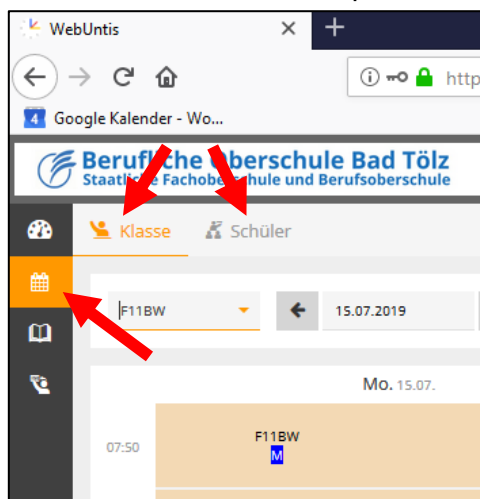 WebUntis
http
4 Google Kalender - Wo...
Berufliche Oberschule Bad Tölz
Staatliche Fachoberschule und Berufsoberschule
Klasse Schüler
F11BW 15.07.2019
Mo. 15.07.
07:50 F11BW
M